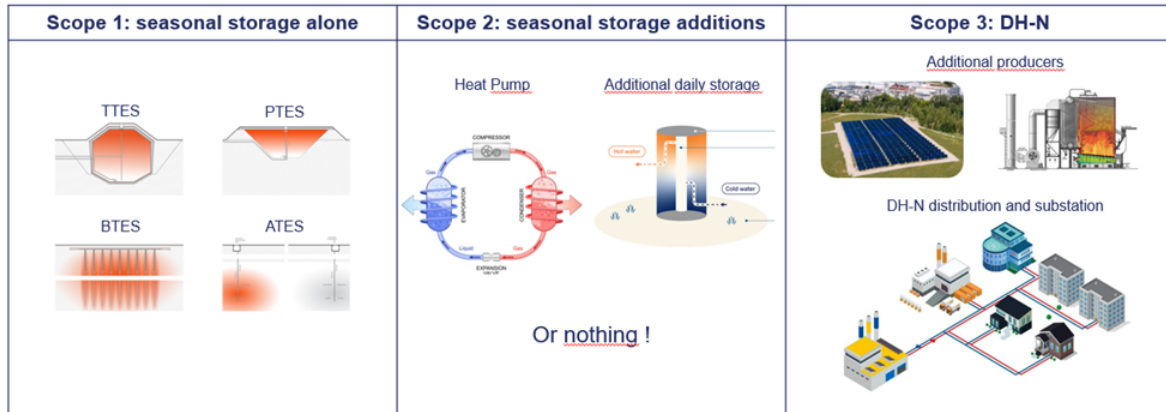 Scope 1: seasonal storage alone
Scope 2: seasonal storage additions
Scope 3: DH-N
TTES
PTES
BTES
ATES
Heat Pump
Additional daily storage
COMPRESSOR
Gas
Gas
EVAPORATOR
CONDENSER
Liquid
Gas
EXPANSION
VALVE
Hot water
Cold water
Or nothing !
Additional producers
DH-N distribution and substation